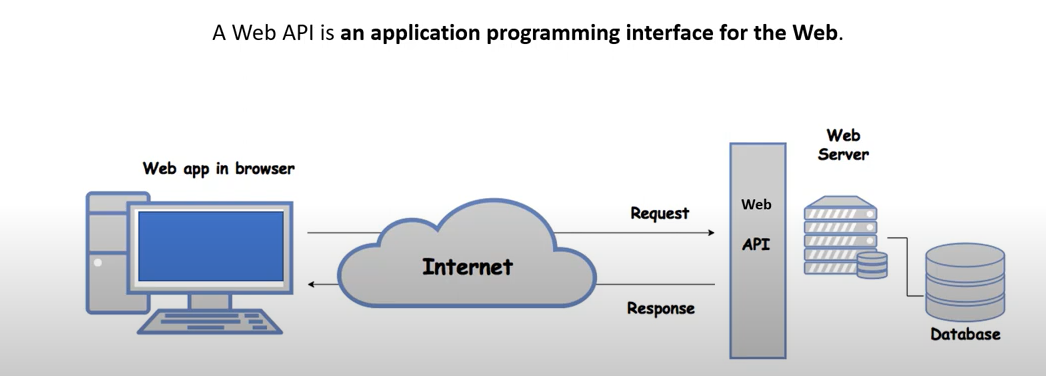 A Web API is an application programming interface for the Web.
Web app in browser
Internet
Request
Response
Web
API
Web
Server
Database